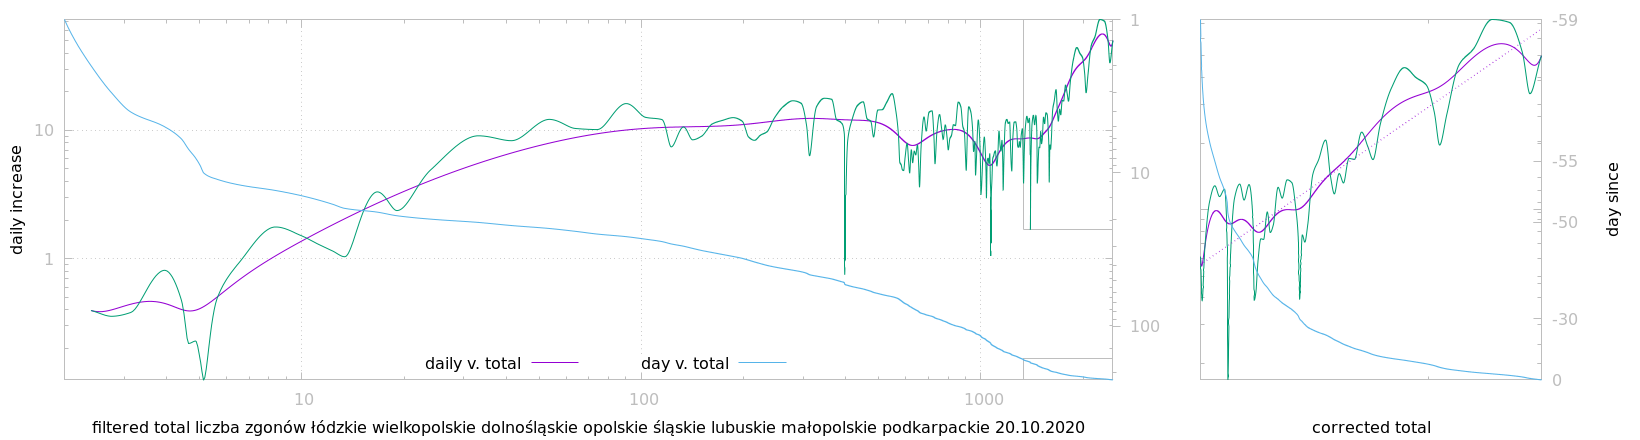 1
-59
10
10
-55
-50
1
-30
100
daily v. total
day v. total
0
10
100
1000
daily increase
day since
filtered total liczba zgonów łódzkie wielkopolskie dolnośląskie opolskie śląskie lubuskie małopolskie podkarpackie 20.10.2020
corrected total